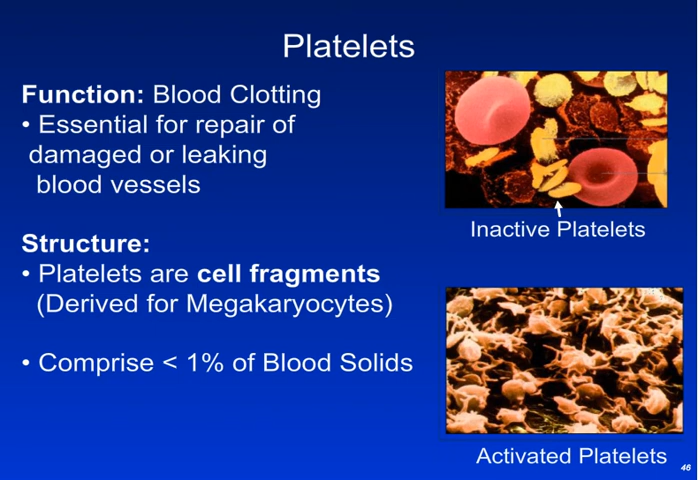 Platelets
Function: Blood Clotting
• Essential for repair of
damaged or leaking
blood vessels
Structure:
• Platelets are cell fragments
(Derived for Megakaryocytes)
• Comprise < 1% of Blood Solids
Inactive Platelets
Activated Platelets
46